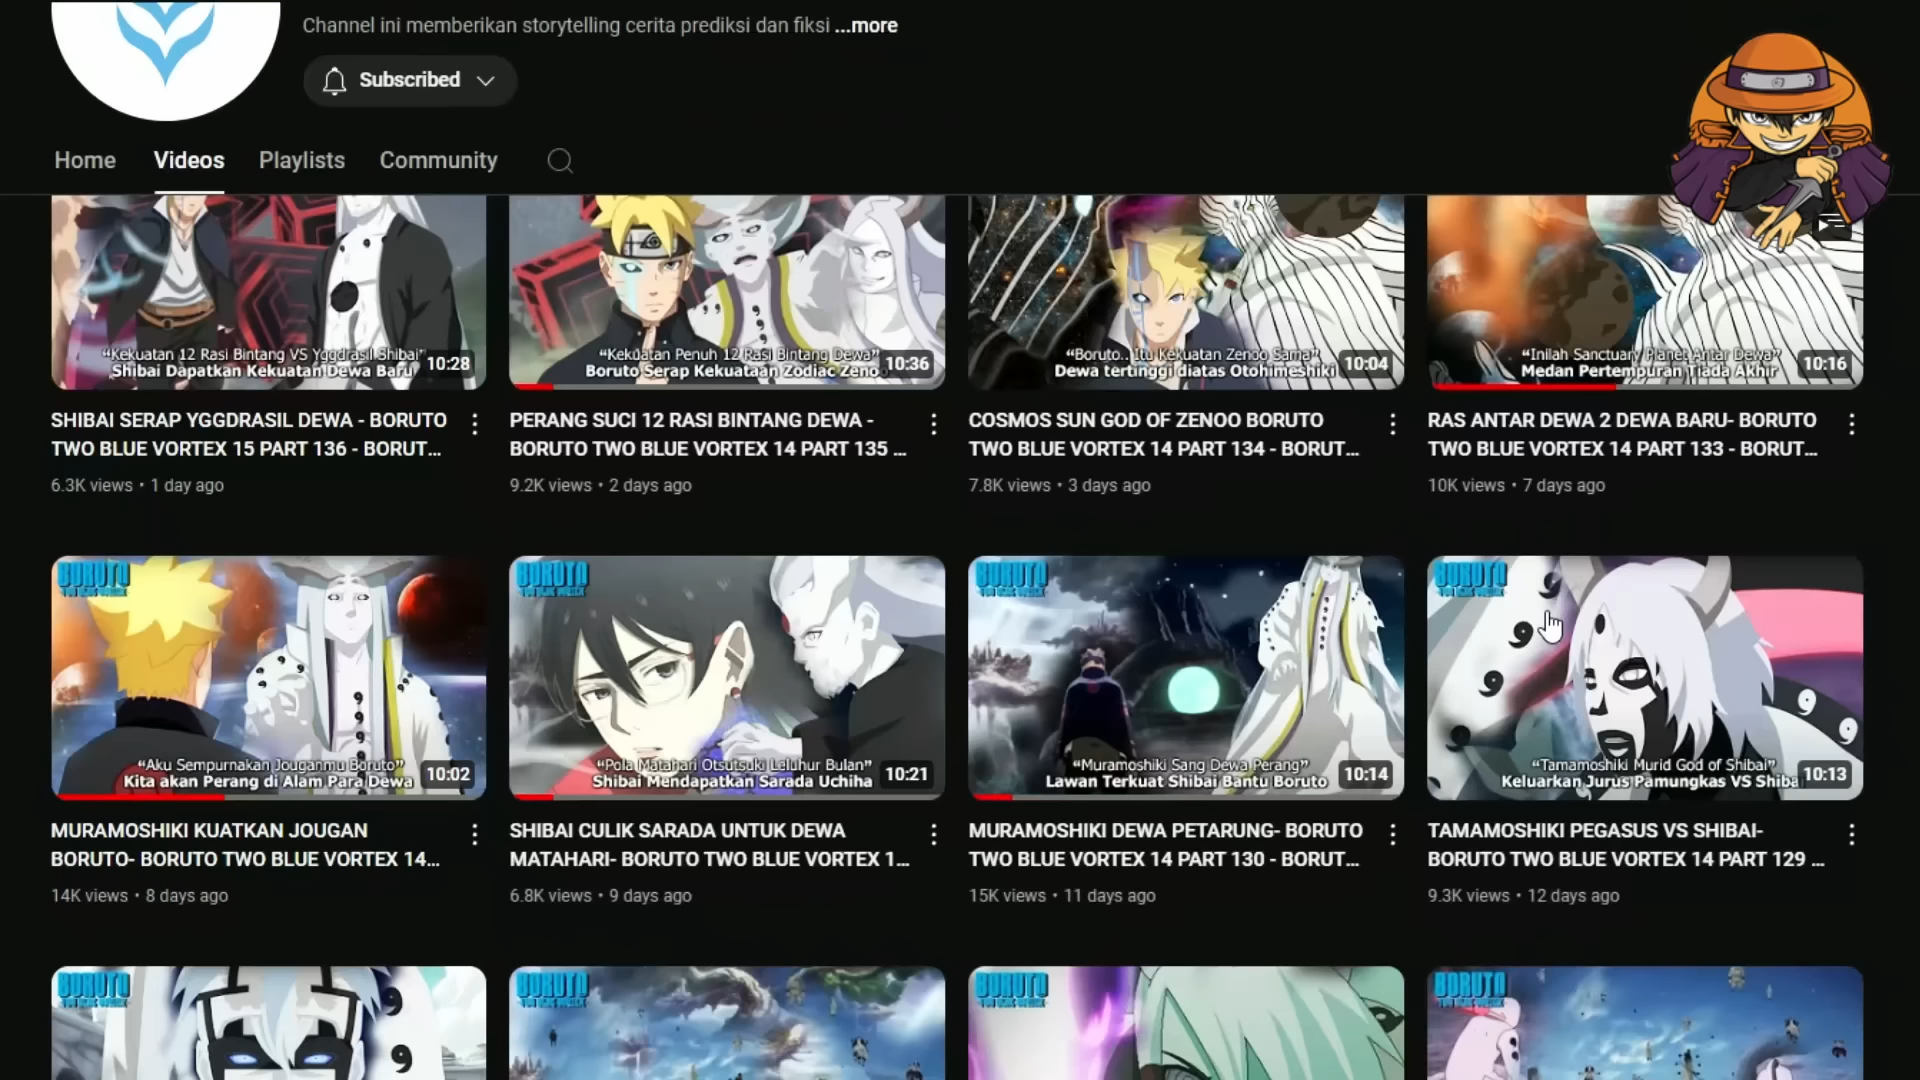 Channel ini memberikan storytelling cerita prediksi dan fiksi ...more
Subscribed
Home Videos Playlists Community
"Kekuatan 12 Rasi Bintang VS Yggdrasil Shibai"
Shibai Dapatkan Kekuatan Dewa Baru
10:28
"Kekuatan Penuh 12 Rasi Bintang Dewa"
Boruto Serap Kekuataan Zodiac Zeno
10:36
"Boruto.. Itu Kekuatan Zenoo Sama"
Dewa tertinggi diatas Otohimeshiki
10:04
"Inilah Sanctuary Planet Antar Dewa"
Medan Pertempuran Tiada Akhir
10:16
SHIBAI SERAP YGGDRASIL DEWA - BORUTO
TWO BLUE VORTEX 15 PART 136 - BORUT...
6.3K views • 1 day ago
PERANG SUCI 12 RASI BINTANG DEWA -
BORUTO TWO BLUE VORTEX 14 PART 135 ...
9.2K views • 2 days ago
COSMOS SUN GOD OF ZENOO BORUTO
TWO BLUE VORTEX 14 PART 134 - BORUT...
7.8K views • 3 days ago
RAS ANTAR DEWA 2 DEWA BARU- BORUTO
TWO BLUE VORTEX 14 PART 133 - BORUT...
10K views • 7 days ago
BORUTO
"Aku Sempurnakan Jouganmu Boruto"
Kita akan Perang di Alam Para Dewa
10:02
BORUTO
"Pola Matahari Otsutsuki Leluhur Bulan"
Shibai Mendapatkan Sarada Uchiha
10:21
BORUTO
"Muramoshiki Sang Dewa Perang"
Lawan Terkuat Shibai Bantu Boruto
10:14
BORUTO
"Tamamoshiki Murid God of Shibai"
Keluarkan Jurus Pamungkas VS Shiba
10:13
MURAMOSHIKI KUATKAN JOUGAN
BORUTO- BORUTO TWO BLUE VORTEX 14...
14K views • 8 days ago
SHIBAI CULIK SARADA UNTUK DEWA
MATAHARI- BORUTO TWO BLUE VORTEX 1...
6.8K views • 9 days ago
MURAMOSHIKI DEWA PETARUNG- BORUTO
TWO BLUE VORTEX 14 PART 130 - BORUT...
15K views • 11 days ago
TAMAMOSHIKI PEGASUS VS SHIBAI-
BORUTO TWO BLUE VORTEX 14 PART 129 ...
9.3K views • 12 days ago
BORUTO
BORUTO
BORUTO
BORUTO